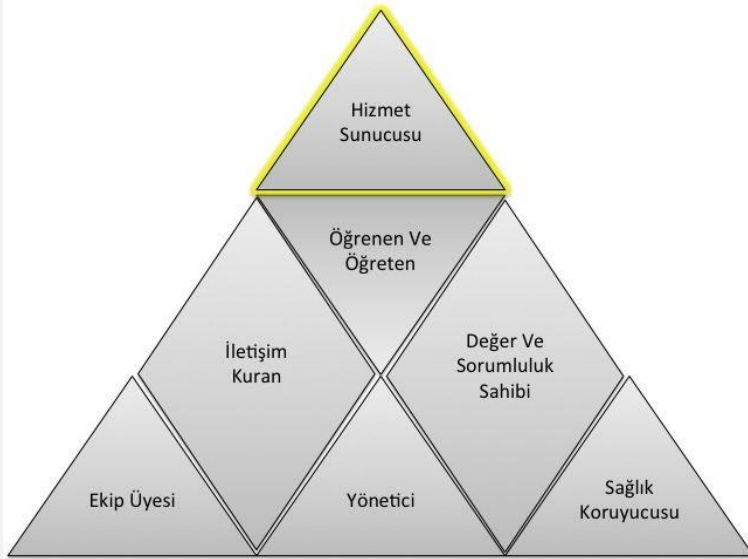 Hizmet
Sunucusu
Öğrenen Ve
Öğreten
İletişim
Kuran
Değer Ve
Sorumluluk
Sahibi
Ekip Üyesi
Yönetici
Sağlık
Koruyucusu